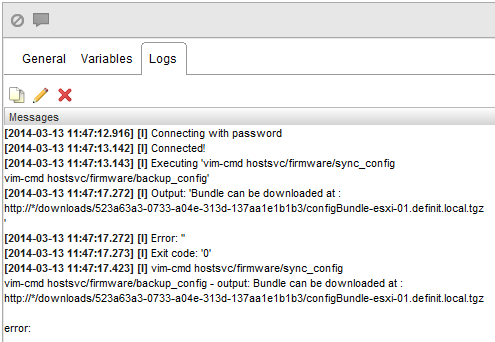 General Variables Logs
Messages
[2014-03-13 11:47:12.916] [I] Connecting with password
[2014-03-13 11:47:13.142] [I] Connected!
[2014-03-13 11:47:13.143] [I] Executing 'vim-cmd hostsvc/firmware/sync_config
vim-cmd hostsvc/firmware/backup_config'
[2014-03-13 11:47:17.272] [I] Output: 'Bundle can be downloaded at :
http://*/downloads/523a63a3-0733-a04e-313d-137aa1e1b1b3/configBundle-esxi-01.definit.local.tgz
'
[2014-03-13 11:47:17.272] [I] Error: ''
[2014-03-13 11:47:17.273] [I] Exit code: '0'
[2014-03-13 11:47:17.423] [I] vim-cmd hostsvc/firmware/sync_config
vim-cmd hostsvc/firmware/backup_config - output: Bundle can be downloaded at :
http://*/downloads/523a63a3-0733-a04e-313d-137aa1e1b1b3/configBundle-esxi-01.definit.local.tgz
error: